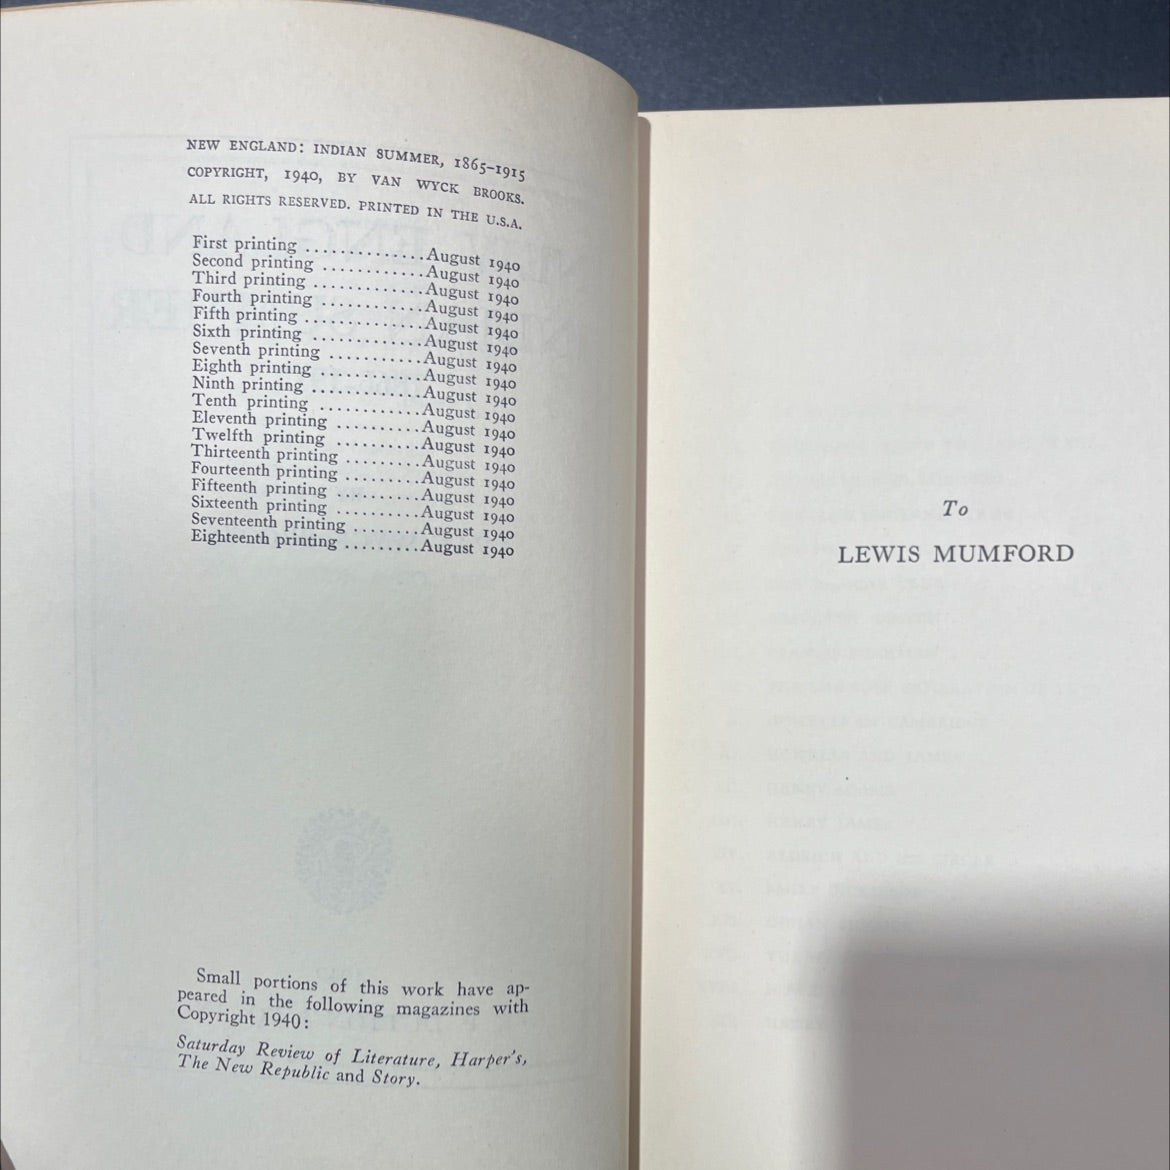 NEW ENGLAND: INDIAN SUMMER, 1865-1915
COPYRIGHT, 1940, BY VAN WYCK BROOKS.
ALL RIGHTS RESERVED. PRINTED IN THE U.S.A.
First printing ..............August 1940
Second printing ............August 1940
Third printing .............August 1940
Fourth printing ............August 1940
Fifth printing ..............August 1940
Sixth printing ..............August 1940
Seventh printing ...........August 1940
Eighth printing ............August 1940
Ninth printing .............August 1940
Tenth printing ............August 1940
Eleventh printing ..........August 1940
Twelfth printing ..........August 1940
Thirteenth printing .........August 1940
Fourteenth printing .........August 1940
Fifteenth printing ..........August 1940
Sixteenth printing ..........August 1940
Seventeenth printing ........August 1940
Eighteenth printing .........August 1940
Small portions of this work have ap-
peared in the following magazines with
Copyright 1940:
Saturday Review of Literature, Harper's,
The New Republic and Story.
To
LEWIS MUMFORD